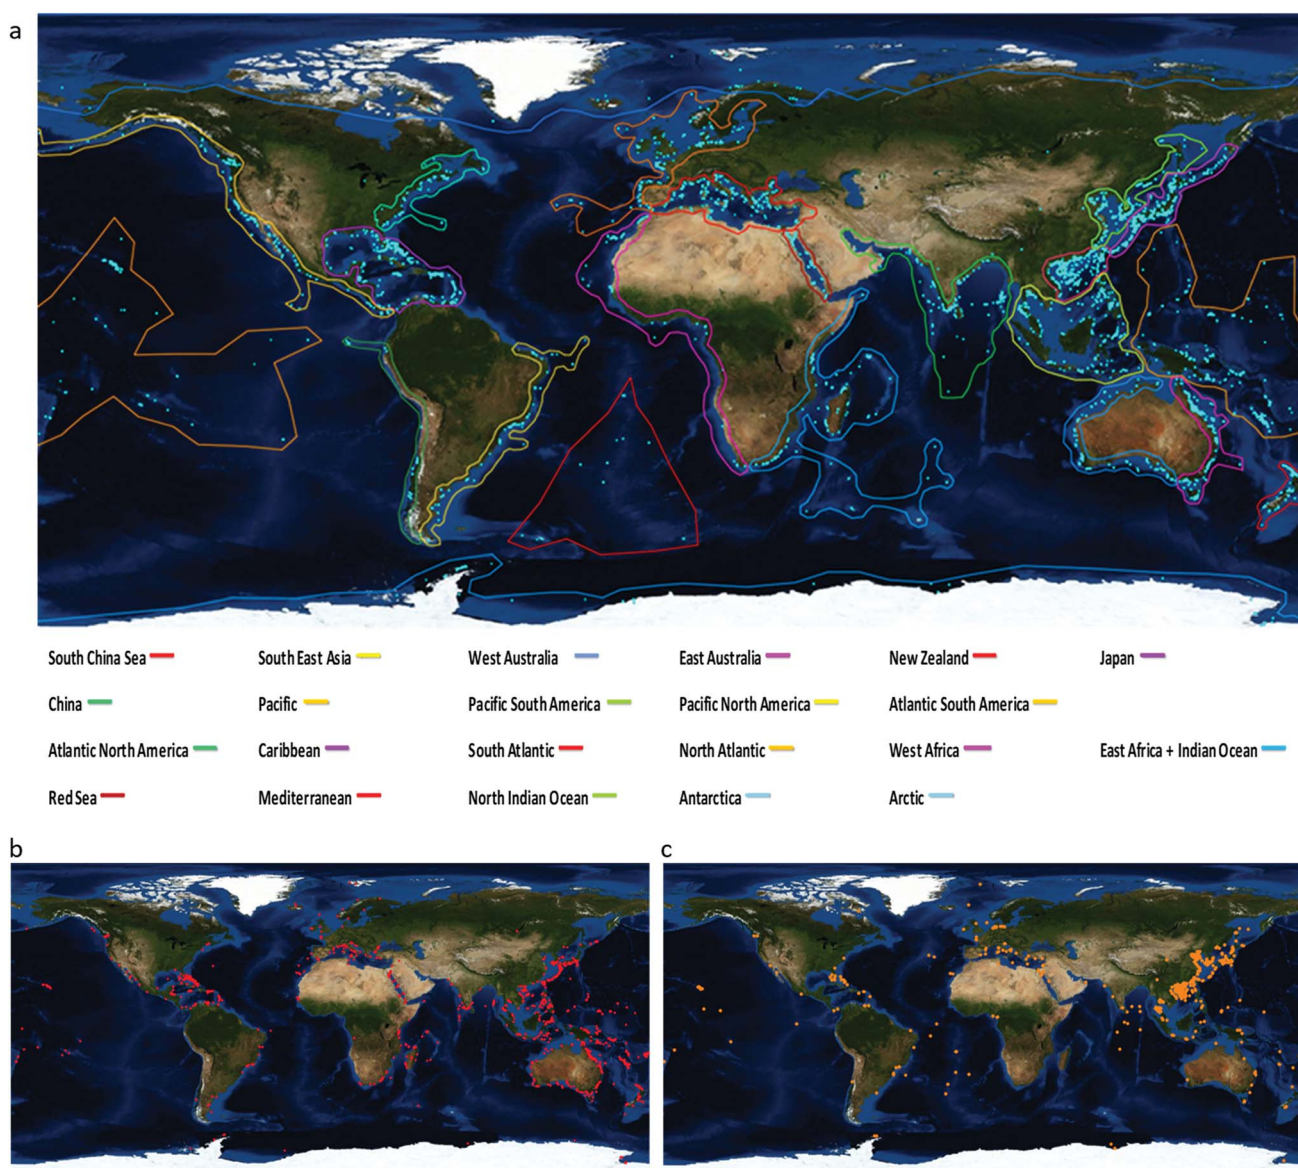 a
South China Sea South East Asia West Australia East Australia New Zealand Japan
China Pacific Pacific South America Pacific North America Atlantic South America
Atlantic North America Caribbean South Atlantic North Atlantic West Africa East Africa + Indian Ocean
Red Sea Mediterranean North Indian Ocean Antarctica Arctic
b c